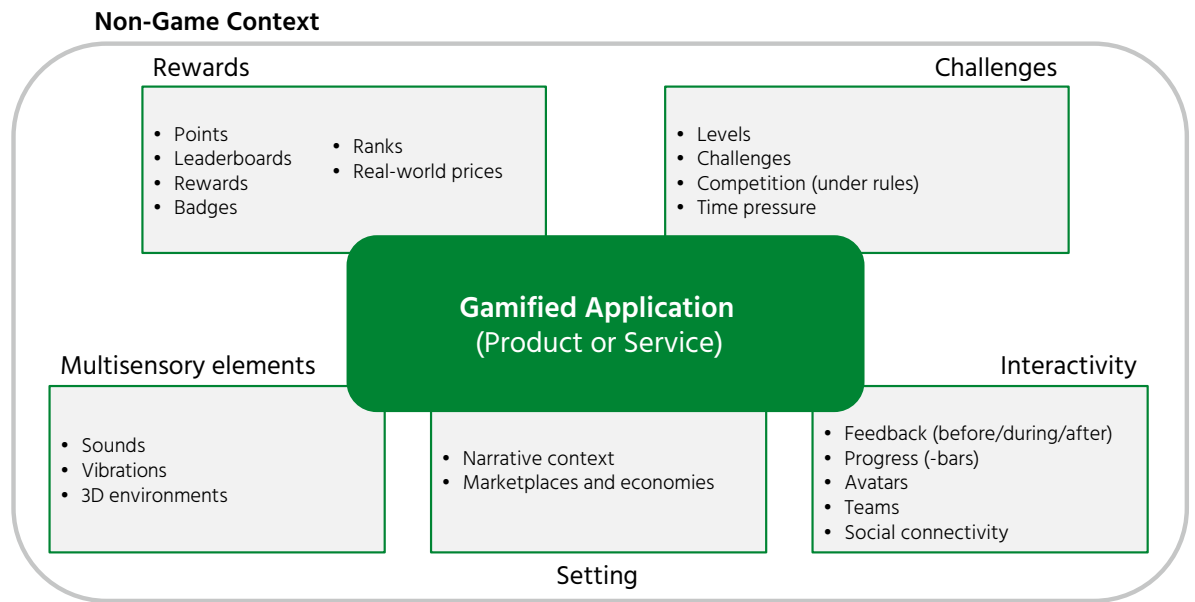 Non-Game Context
Rewards
• Points
• Leaderboards
• Rewards
• Badges
• Ranks
• Real-world prices
Challenges
• Levels
• Challenges
• Competition (under rules)
• Time pressure
Gamified Application
(Product or Service)
Multisensory elements
• Sounds
• Vibrations
• 3D environments
• Narrative context
• Marketplaces and economies
Setting
Interactivity
• Feedback (before/during/after)
• Progress (-bars)
• Avatars
• Teams
• Social connectivity